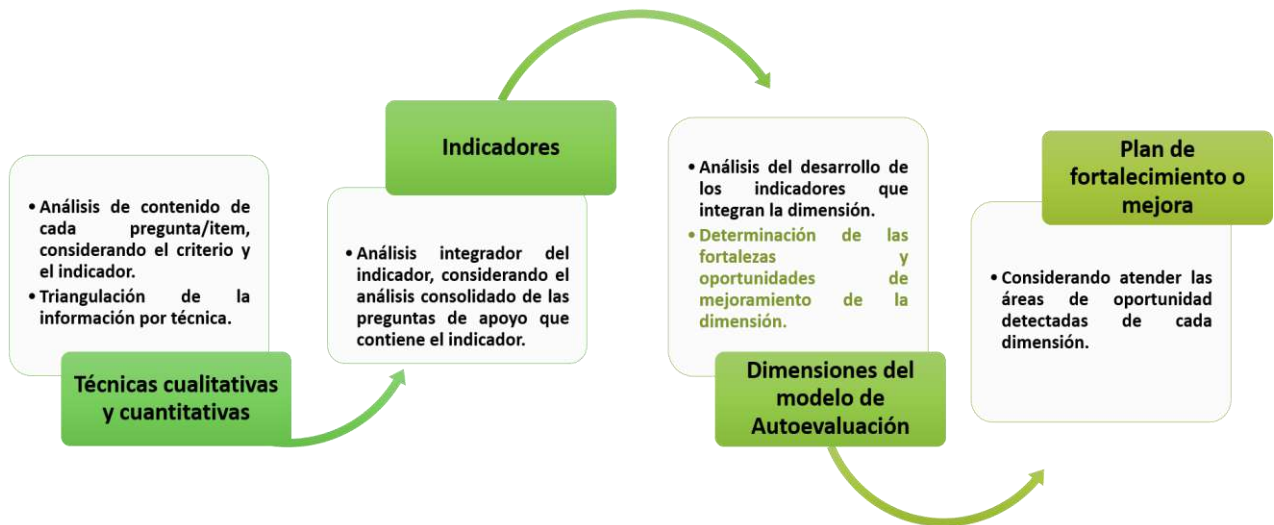 • Análisis de contenido de
cada pregunta/item,
considerando el criterio y
el indicador.
• Triangulación de la
información por técnica.
Técnicas cualitativas
y cuantitativas
Indicadores
• Análisis integrador del
indicador, considerando el
análisis consolidado de las
preguntas de apoyo que
contiene el indicador.
• Análisis del desarrollo de
los indicadores que
integran la dimensión.
• Determinación de las
fortalezas y
oportunidades de
mejoramiento de la
dimensión.
Dimensiones del
modelo de
Autoevaluación
Plan de
fortalecimiento o
mejora
• Considerando atender las
áreas de oportunidad
detectadas de cada
dimensión.